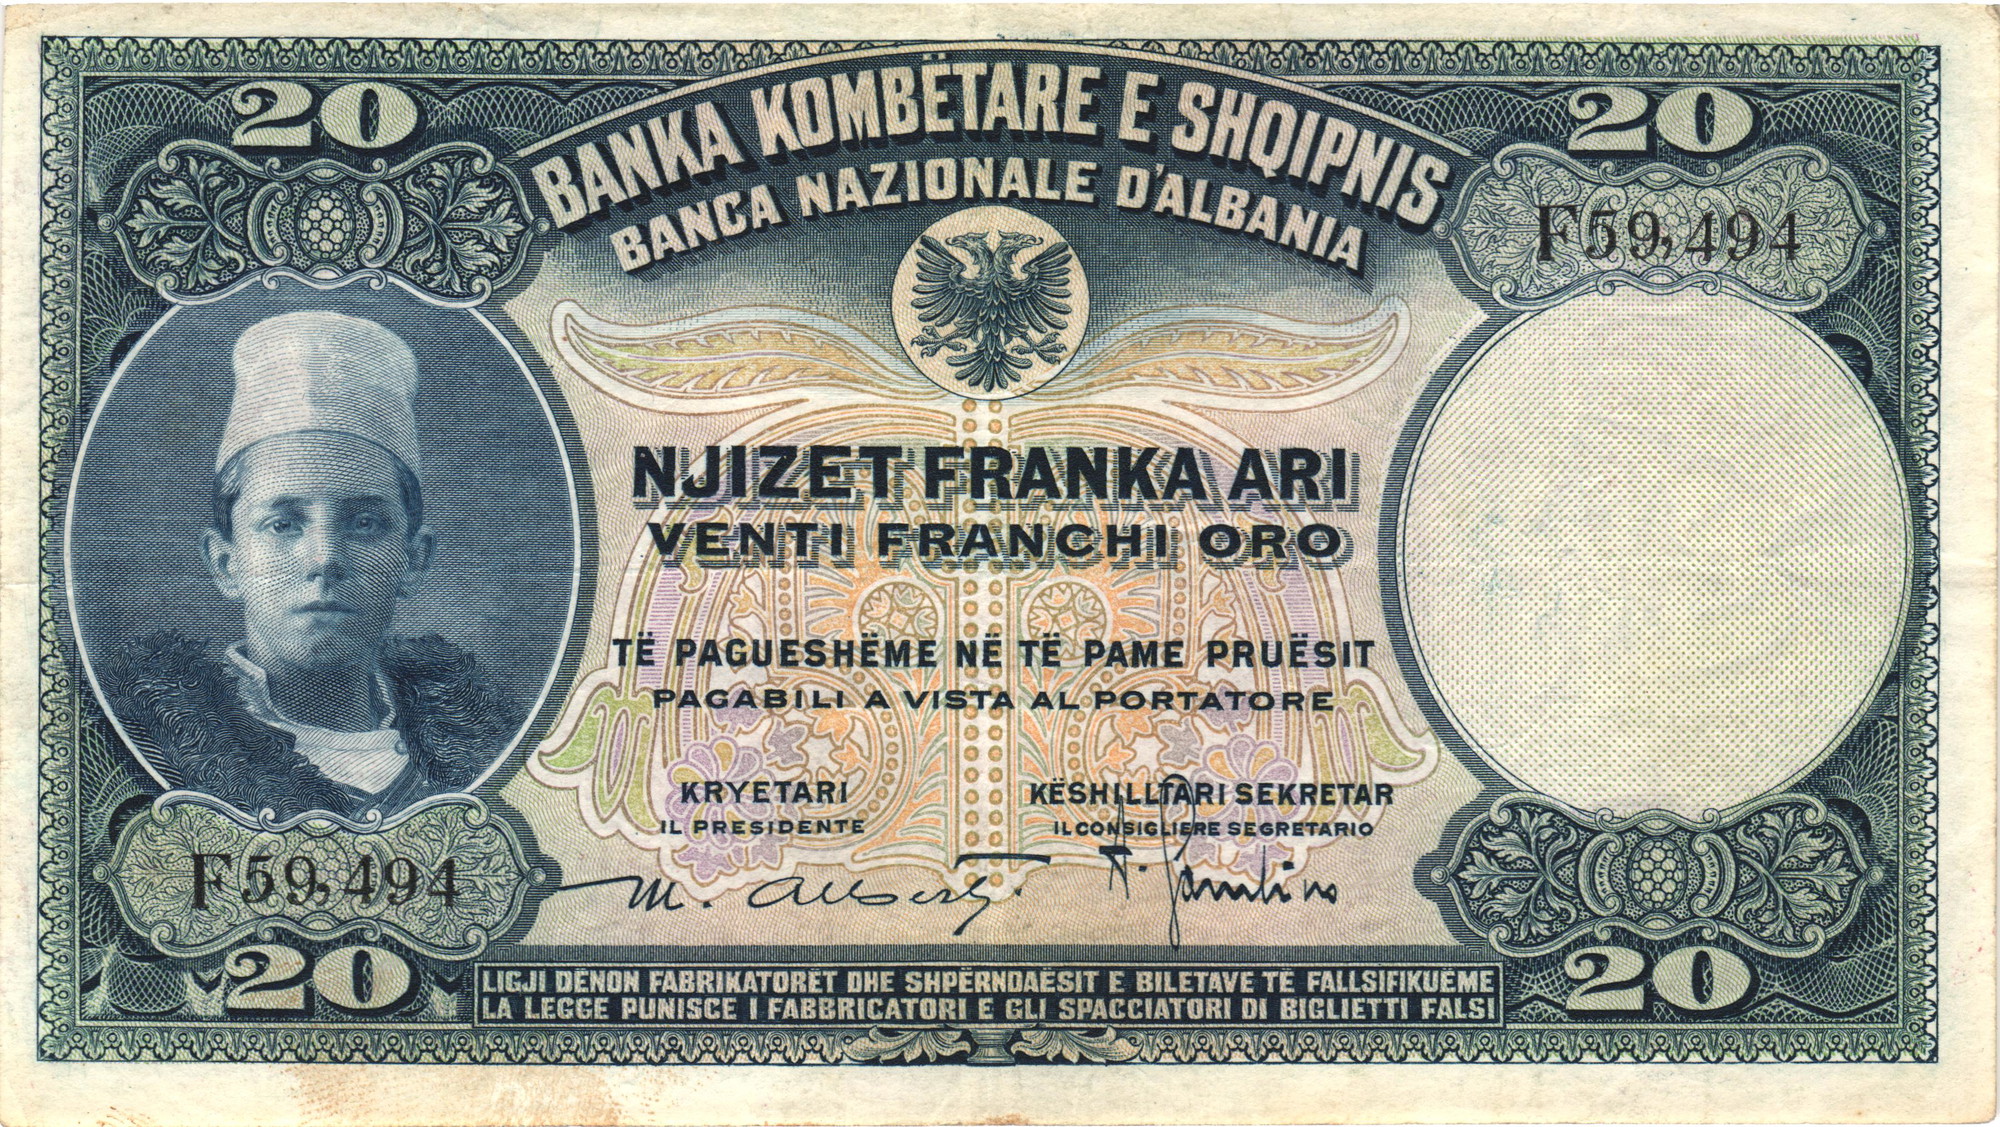 20
20
BANKA KOMBËTARE E SHQIPNIS
BANCA NAZIONALE D'ALBANIA
F59,494
NJIZET FRANKA ARI
VENTI FRANCHI ORO
TË PAGUESHËME NË TË PAME PRUËSIT
PAGABILI A VISTA AL PORTATORE
KRYETARI
IL PRESIDENTE
KËSHILLTARI SEKRETAR
IL CONSIGLIERE SEGRETARIO
F59,494
M. Alberti
20
20
LIGJI DËNON FABRIKATORËT DHE SHPËRNDAËSIT E BILETAVE TË FALLSIFIKUËME
LA LEGGE PUNISCE I FABBRICATORI E GLI SPACCIATORI DI BIGLIETTI FALSI